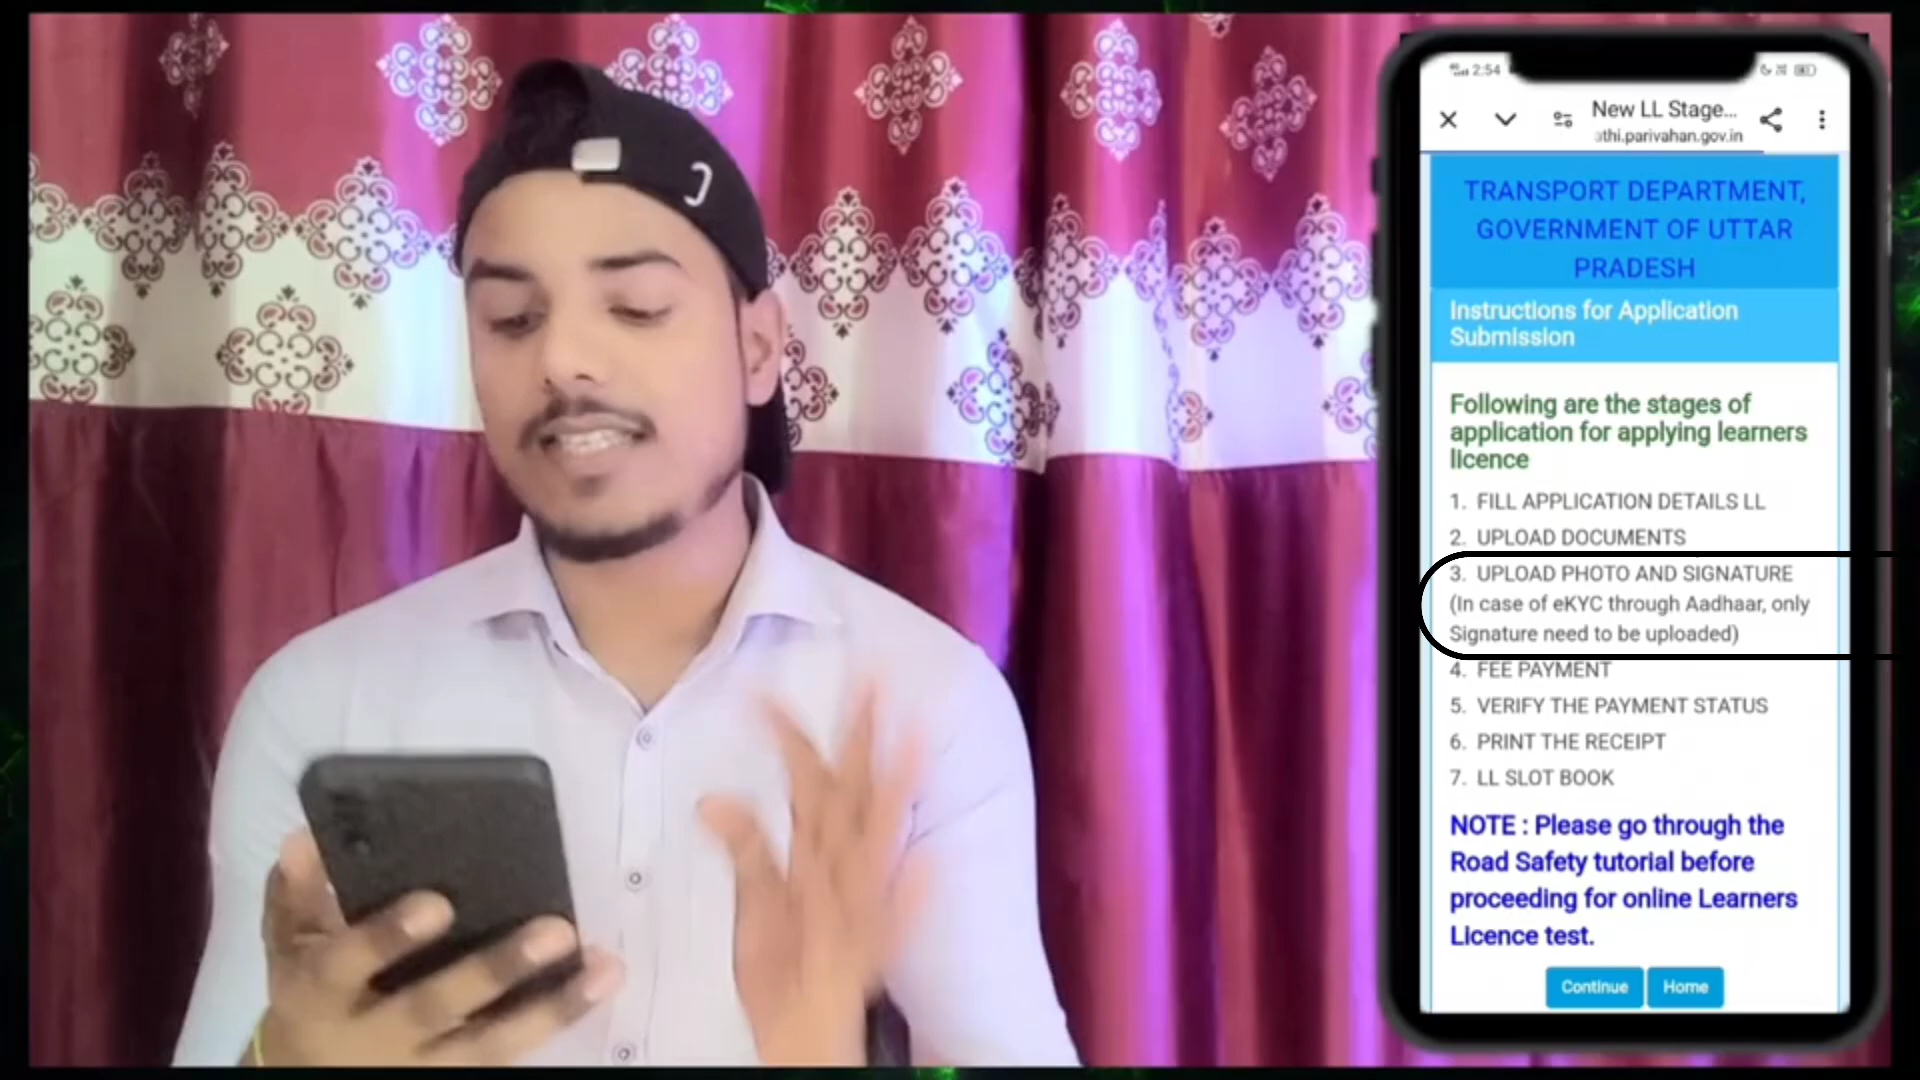 2:54
New LL Stage...
athi.parivahan.gov.in
TRANSPORT DEPARTMENT,
GOVERNMENT OF UTTAR
PRADESH
Instructions for Application
Submission
Following are the stages of
application for applying learners
licence
1. FILL APPLICATION DETAILS LL
2. UPLOAD DOCUMENTS
3. UPLOAD PHOTO AND SIGNATURE
(In case of eKYC through Aadhaar, only
Signature need to be uploaded)
4. FEE PAYMENT
5. VERIFY THE PAYMENT STATUS
6. PRINT THE RECEIPT
7. LL SLOT BOOK
NOTE : Please go through the
Road Safety tutorial before
proceeding for online Learners
Licence test.
Continue Home